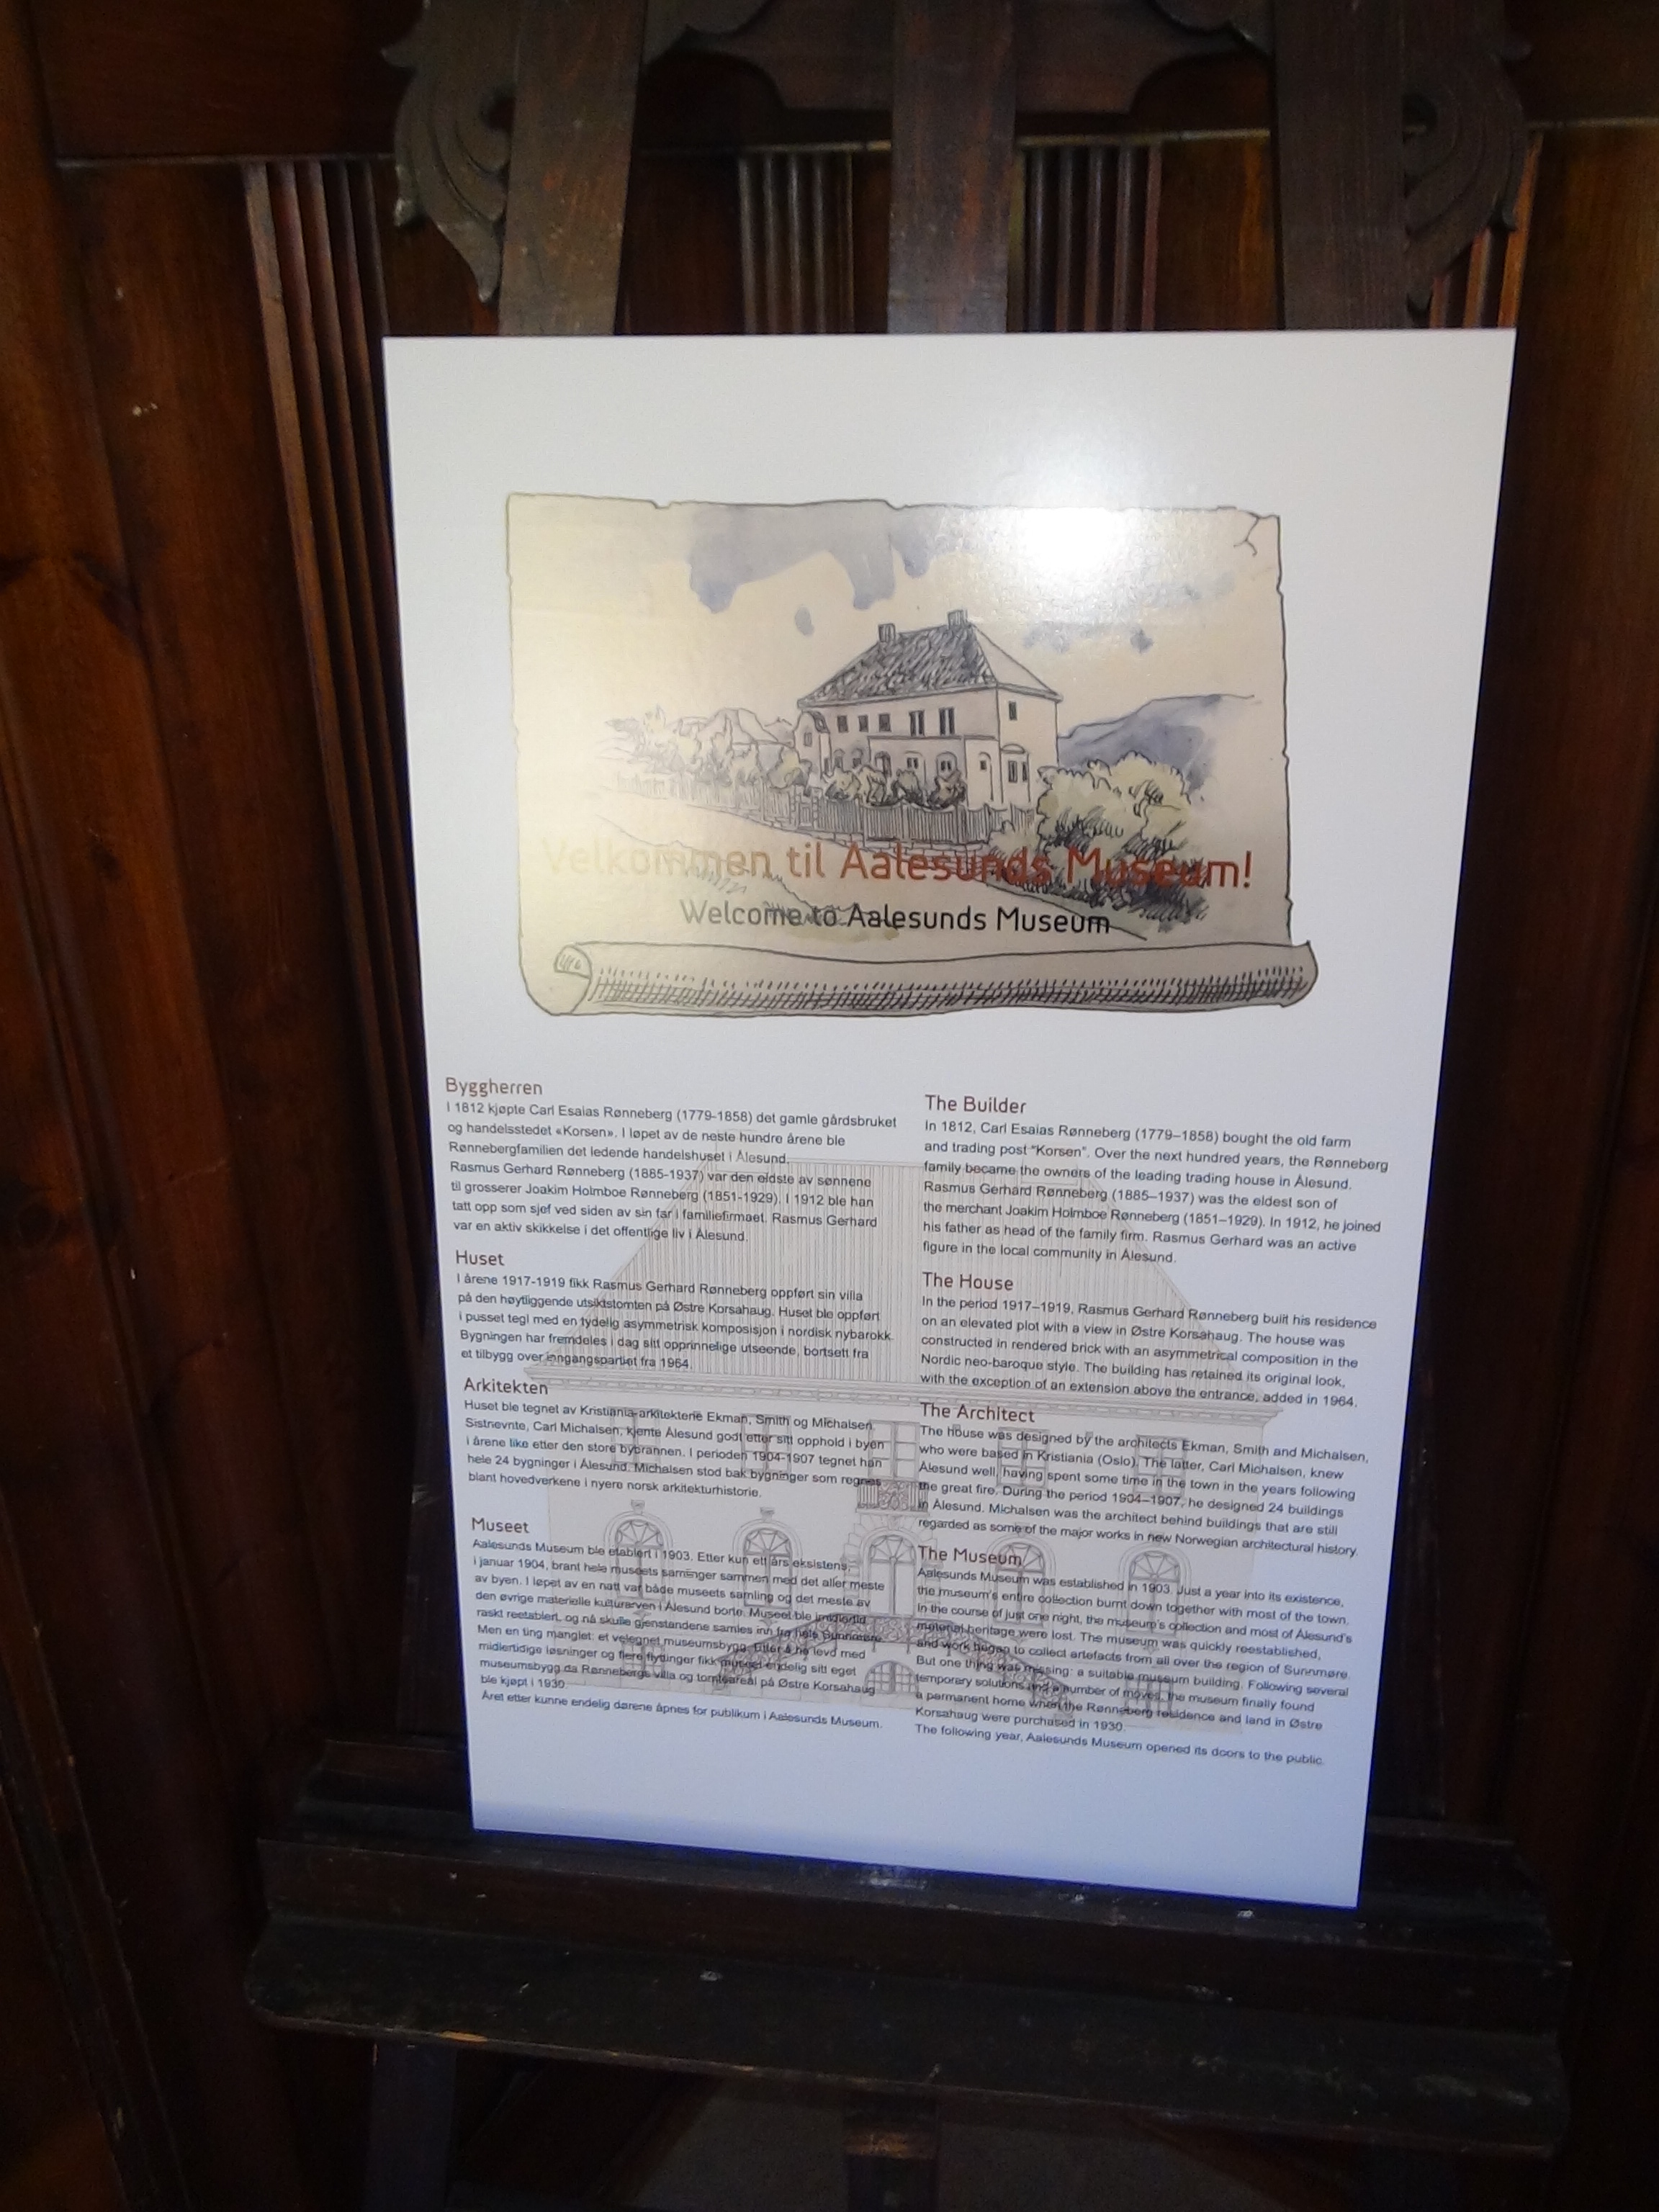 Velkommen til Aalesunds Museum!
Welcome to Aalesunds Museum
Byggherren
I 1812 kjøpte Carl Esaias Rønneberg (1779-1858) det gamle gårdsbruket
og handelsstedet «Korsen». I løpet av de neste hundre årene ble
Rønnebergfamilien det ledende handelshuset i Ålesund.
Rasmus Gerhard Rønneberg (1885-1937) var den eldste av sønnene
til grosserer Joakim Holmboe Rønneberg (1851-1929). I 1912 ble han
tatt opp som sjef ved siden av sin far i familiefirmaet. Rasmus Gerhard
var en aktiv skikkelse i det offentlige liv i Ålesund.
Huset
I årene 1917-1919 fikk Rasmus Gerhard Rønneberg oppført sin villa
på den høytliggende utsiktstomten på Østre Korsahaug. Huset ble oppført
i pusset tegl med en tydelig asymmetrisk komposisjon i nordisk nybarokk.
Bygningen har fremdeles i dag sitt opprinnelige utseende, bortsett fra
et tilbygg over inngangspartiet fra 1964.
Arkitekten
Huset ble tegnet av Kristiania-arkitektene Ekman, Smith og Michalsen.
Sistnevnte, Carl Michalsen, kjente Ålesund godt etter sitt opphold i byen
i årene like etter den store bybrannen. I perioden 1904-1907 tegnet han
hele 24 bygninger i Ålesund. Michalsen stod bak bygninger som regnes
blant hovedverkene i nyere norsk arkitekturhistorie.
Museet
Aalesunds Museum ble etablert i 1903. Etter kun ett års eksistens,
i januar 1904, brant hele museets samlinger sammen med det aller meste
av byen. I løpet av en natt var både museets samling og det meste av
den øvrige materielle kulturarven i Ålesund borte. Museet ble imidlertid
raskt reetablert, og nå skulle gjenstandene samles inn fra hele Sunnmøre.
Men en ting manglet: et velegnet museumsbygg. Etter å ha levd med
midlertidige løsninger og flere flyttinger fikk museet endelig sitt eget
museumsbygg da Rønnebergs villa og tomteareal på Østre Korsahaug
ble kjøpt i 1930.
Året etter kunne endelig dørene åpnes for publikum i Aalesunds Museum.
The Builder
In 1812, Carl Esaias Rønneberg (1779–1858) bought the old farm
and trading post "Korsen". Over the next hundred years, the Rønneberg
family became the owners of the leading trading house in Ålesund.
Rasmus Gerhard Rønneberg (1885–1937) was the eldest son of
the merchant Joakim Holmboe Rønneberg (1851–1929). In 1912, he joined
his father as head of the family firm. Rasmus Gerhard was an active
figure in the local community in Ålesund.
The House
In the period 1917–1919, Rasmus Gerhard Rønneberg built his residence
on an elevated plot with a view in Østre Korsahaug. The house was
constructed in rendered brick with an asymmetrical composition in the
Nordic neo-baroque style. The building has retained its original look,
with the exception of an extension above the entrance, added in 1964.
The Architect
The house was designed by the architects Ekman, Smith and Michalsen,
who were based in Kristiania (Oslo). The latter, Carl Michalsen, knew
Ålesund well, having spent some time in the town in the years following
the great fire. During the period 1904–1907, he designed 24 buildings
in Ålesund. Michalsen was the architect behind buildings that are still
regarded as some of the major works in new Norwegian architectural history.
The Museum
Aalesunds Museum was established in 1903. Just a year into its existence,
the museum's entire collection burnt down together with most of the town.
In the course of just one night, the museum's collection and most of Ålesund's
material heritage were lost. The museum was quickly reestablished,
and work began to collect artefacts from all over the region of Sunnmøre.
But one thing was missing: a suitable museum building. Following several
temporary solutions and a number of moves, the museum finally found
a permanent home when the Rønneberg residence and land in Østre
Korsahaug were purchased in 1930.
The following year, Aalesunds Museum opened its doors to the public.